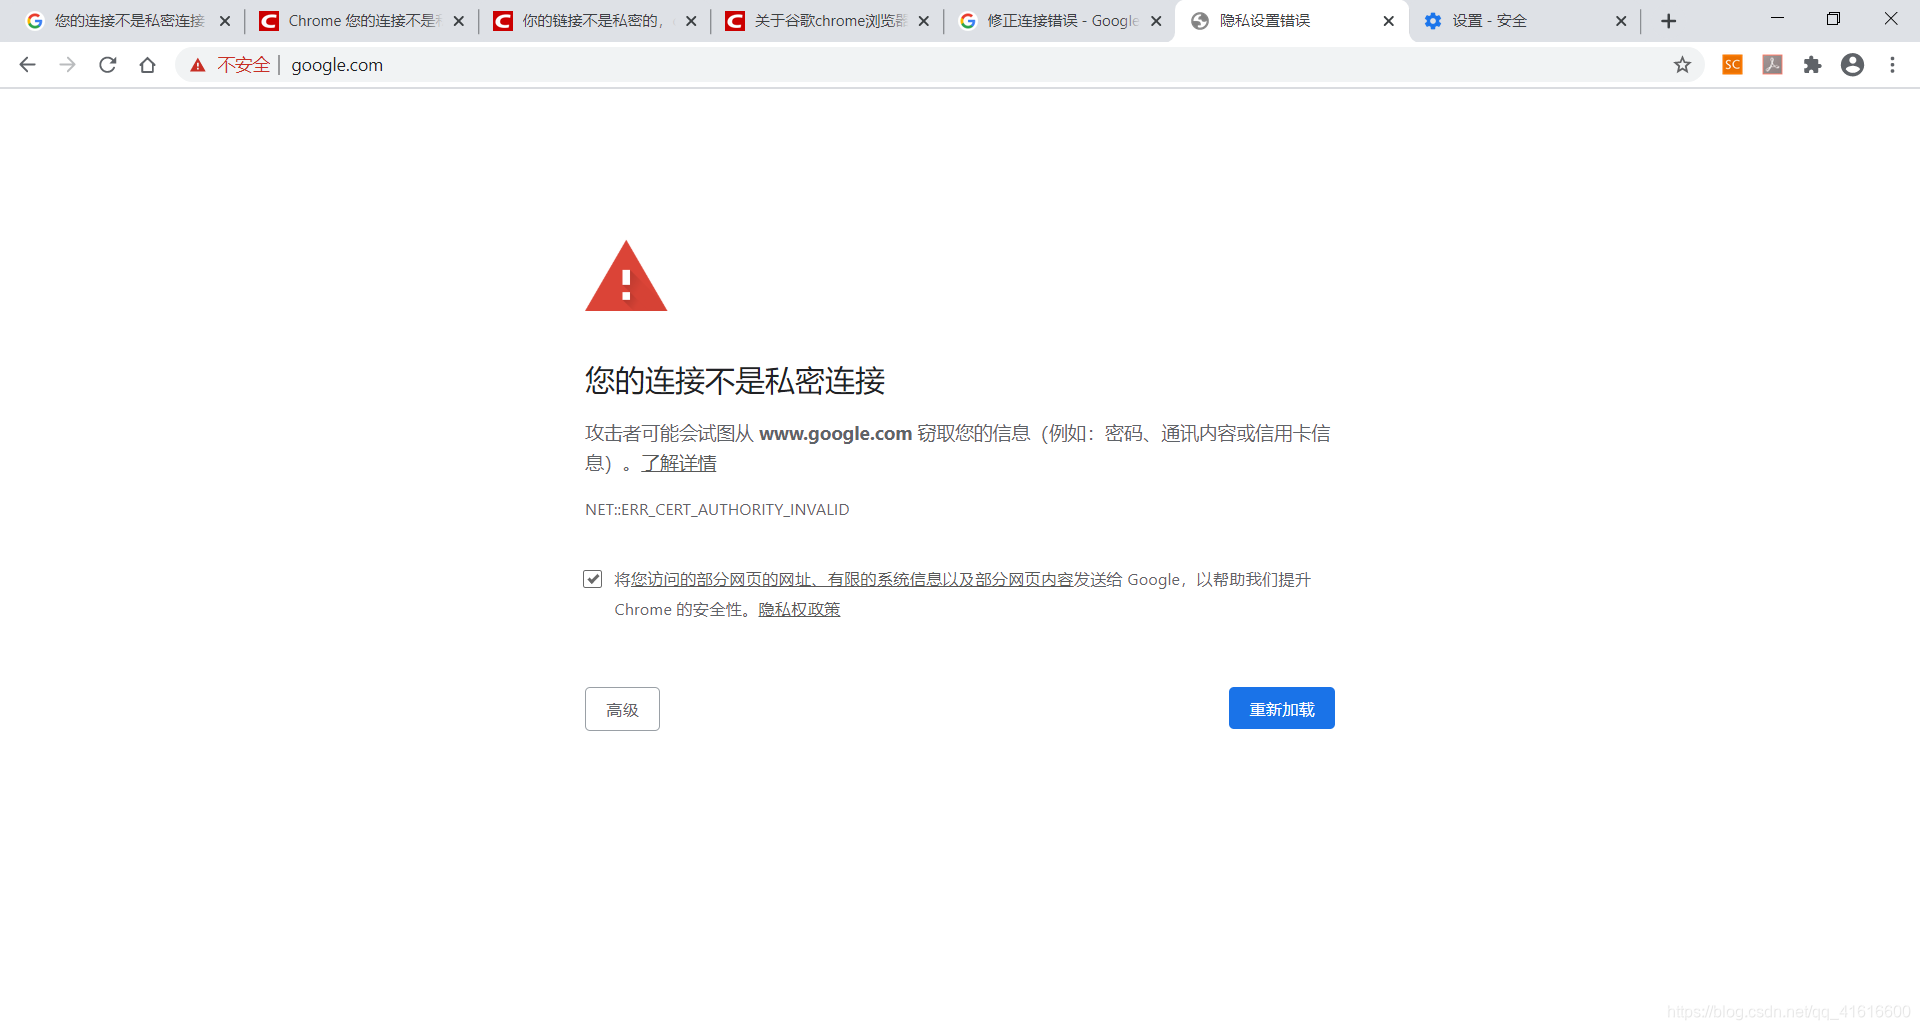 您的连接不是私密连接
Chrome 您的连接不是
你的链接不是私密的，
关于谷歌chrome浏览器
修正连接错误 - Google
隐私设置错误
设置 - 安全
不安全
google.com
SC
您的连接不是私密连接
攻击者可能会试图从 www.google.com 窃取您的信息（例如：密码、通讯内容或信用卡信
息）。了解详情
NET::ERR_CERT_AUTHORITY_INVALID
将您访问的部分网页的网址、有限的系统信息以及部分网页内容发送给 Google，以帮助我们提升
Chrome 的安全性。隐私权政策
高级
重新加载
https://blog.csdn.net/qq_41616600